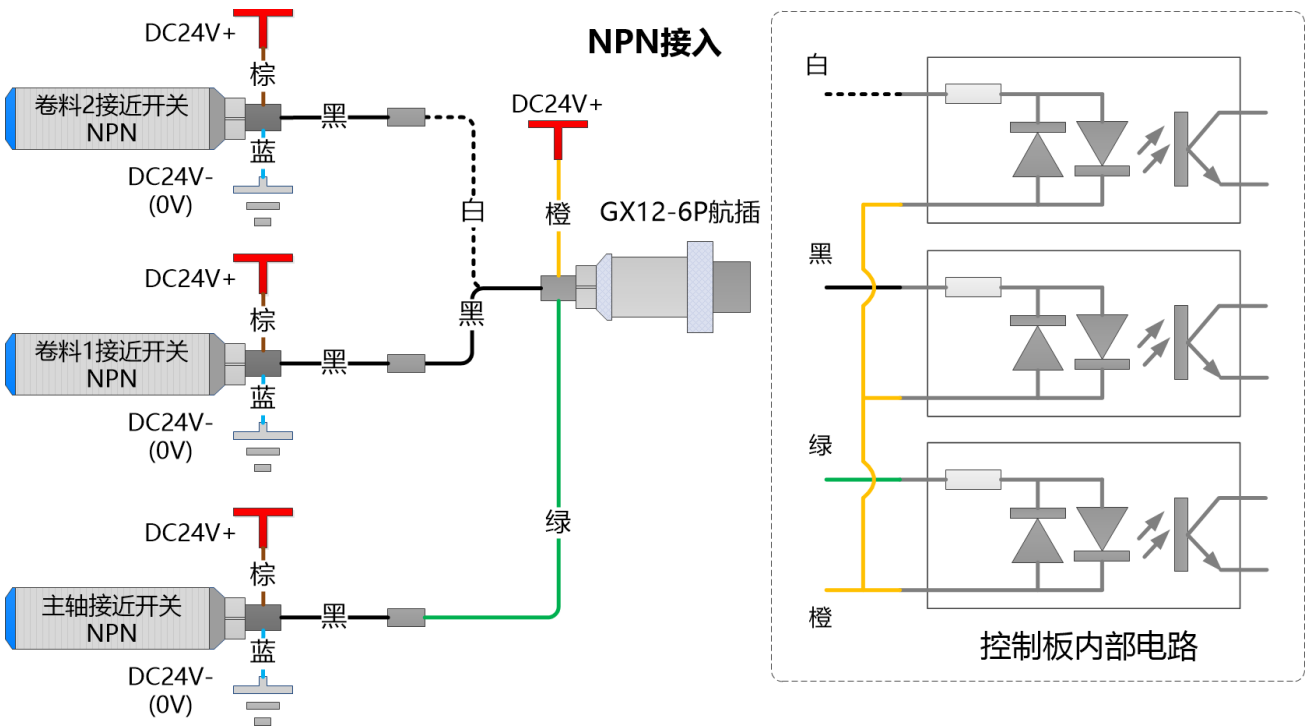 NPN接入
DC24V+
棕
卷料2接近开关
NPN
黑
蓝
DC24V-
(0V)
白
DC24V+
橙
GX12-6P航插
DC24V+
棕
卷料1接近开关
NPN
黑
黑
蓝
DC24V-
(0V)
绿
DC24V+
棕
主轴接近开关
NPN
黑
蓝
DC24V-
(0V)
白
黑
绿
橙
控制板内部电路